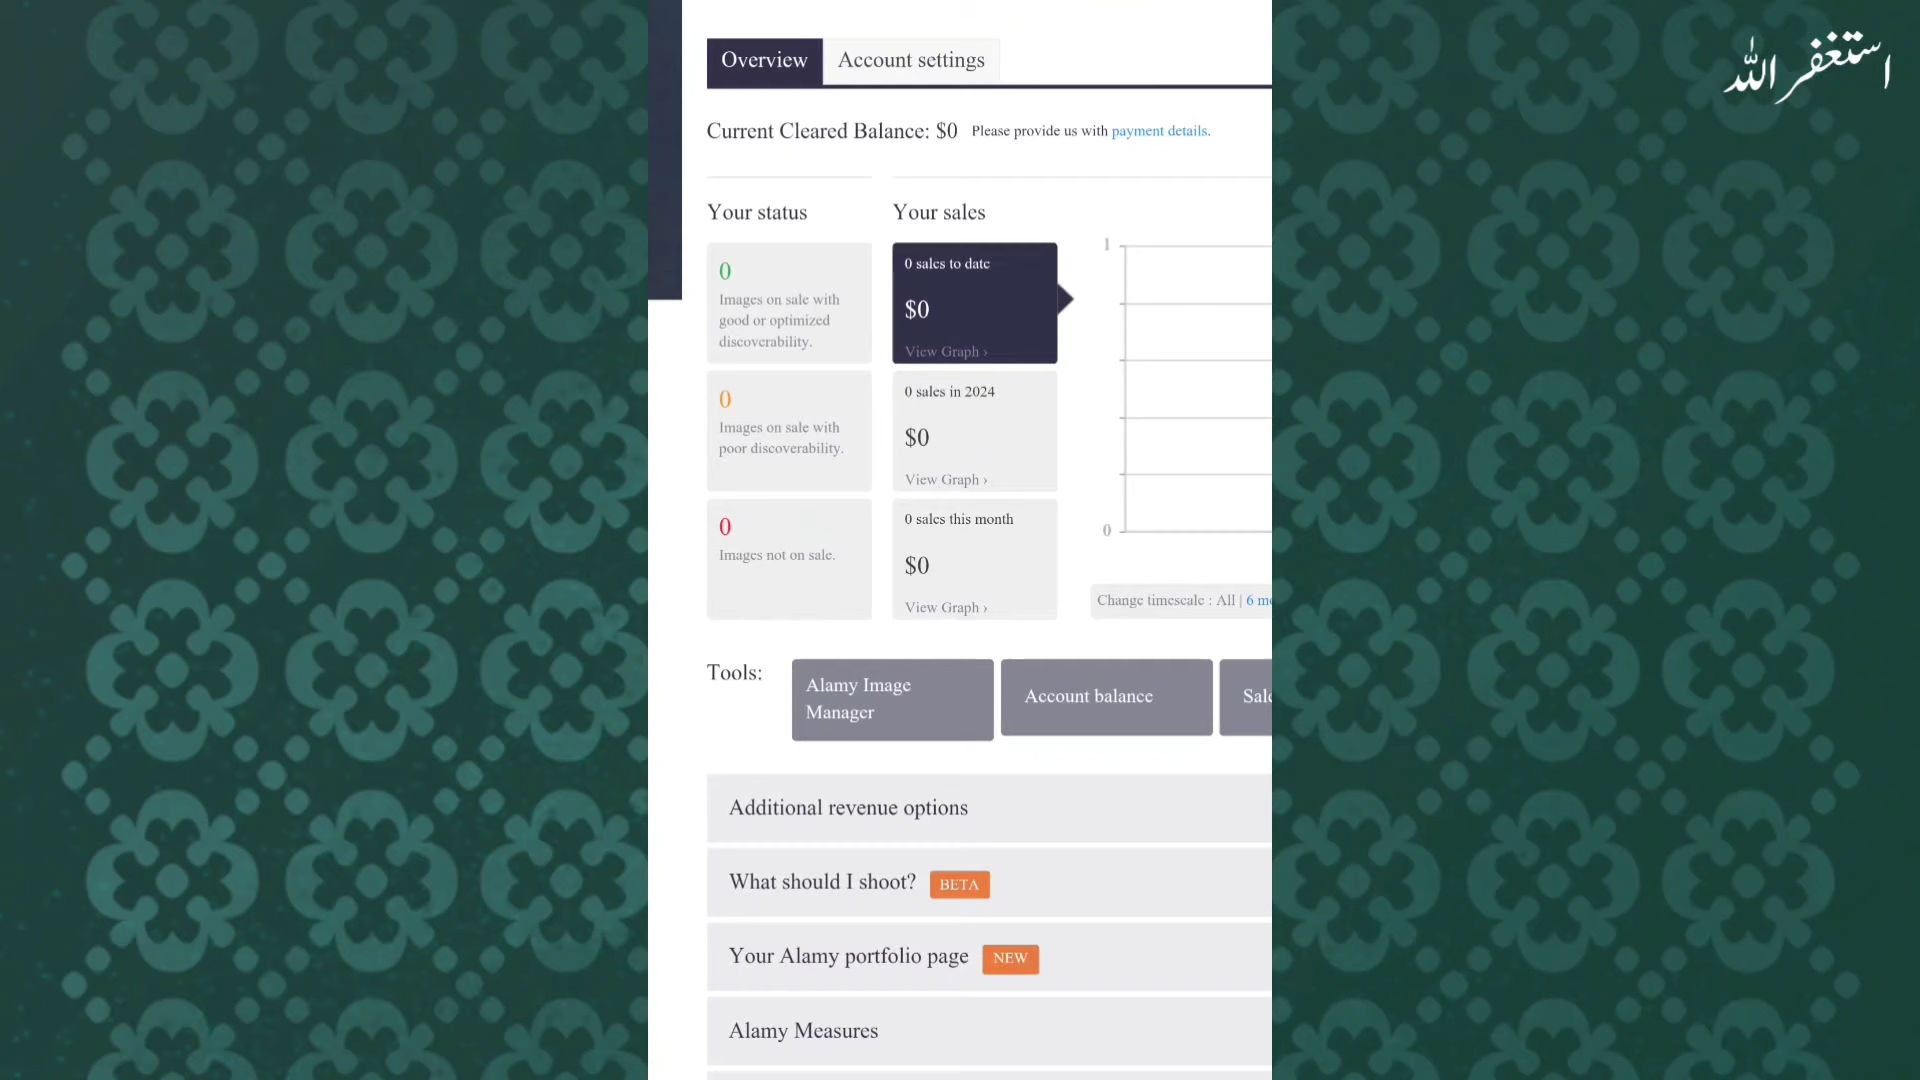 استغفر الله
Overview
Account settings
Current Cleared Balance: $0 Please provide us with payment details.
Your status
Your sales
0
Images on sale with
good or optimized
discoverability.
0 sales to date
$0
View Graph ›
1
0
Images on sale with
poor discoverability.
0 sales in 2024
$0
View Graph ›
0
Images not on sale.
0 sales this month
$0
View Graph ›
0
Change timescale : All | 6
Tools:
Alamy Image
Manager
Account balance
Additional revenue options
What should I shoot? BETA
Your Alamy portfolio page NEW
Alamy Measures